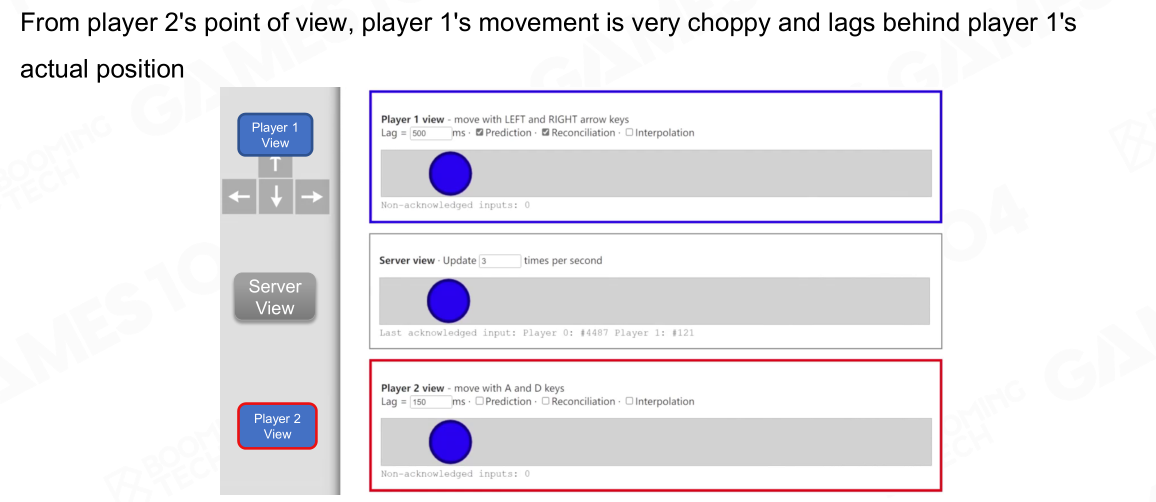 From player 2's point of view, player 1's movement is very choppy and lags behind player 1's
actual position
Player 1
View
Server
View
Player 2
View
Player 1 view - move with LEFT and RIGHT arrow keys
Lag = 500 ms · Prediction · Reconciliation · Interpolation
Non-acknowledged inputs: 0
Server view · Update 3 times per second
Last acknowledged input: Player 0: #4487 Player 1: #121
Player 2 view - move with A and D keys
Lag = 150 ms · Prediction · Reconciliation · Interpolation
Non-acknowledged inputs: 0
BOOMING
TECH
GAMES104